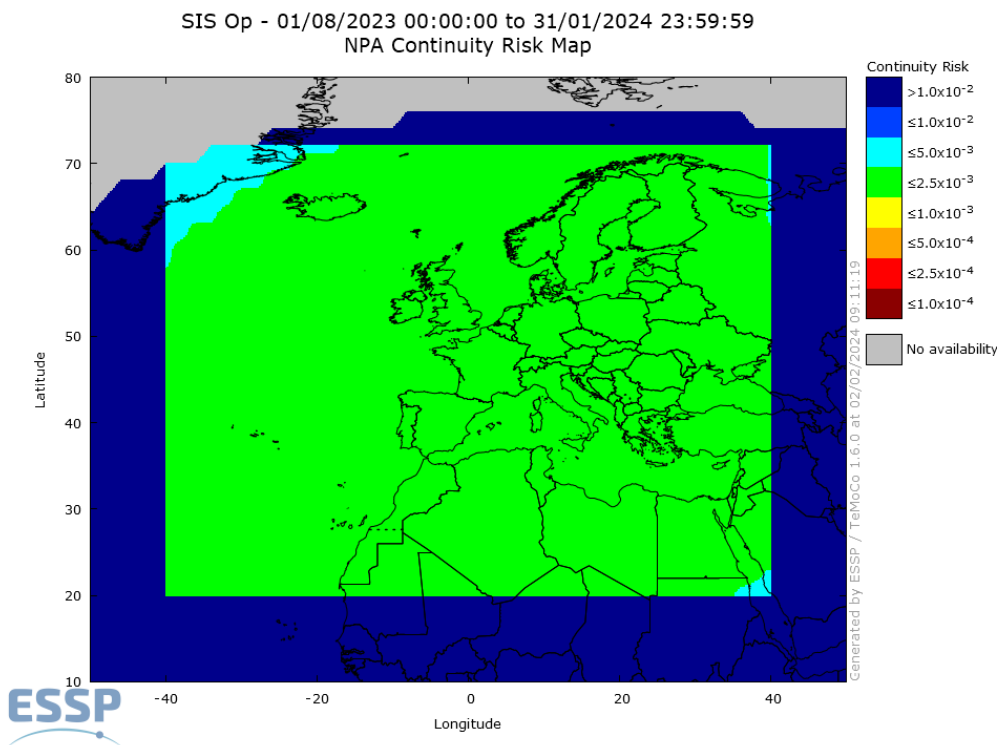 SIS Op - 01/08/2023 00:00:00 to 31/01/2024 23:59:59
NPA Continuity Risk Map
Continuity Risk
>1.0x10⁻²
≤1.0x10⁻²
≤5.0x10⁻³
≤2.5x10⁻³
≤1.0x10⁻³
≤5.0x10⁻⁴
≤2.5x10⁻⁴
≤1.0x10⁻⁴
No availability
80
70
60
50
40
30
20
10
Latitude
-40
-20
0
20
40
Longitude
Generated by ESSP / TeMoCo 1.6.0 at 02/02/2024 09:11:19
ESSP